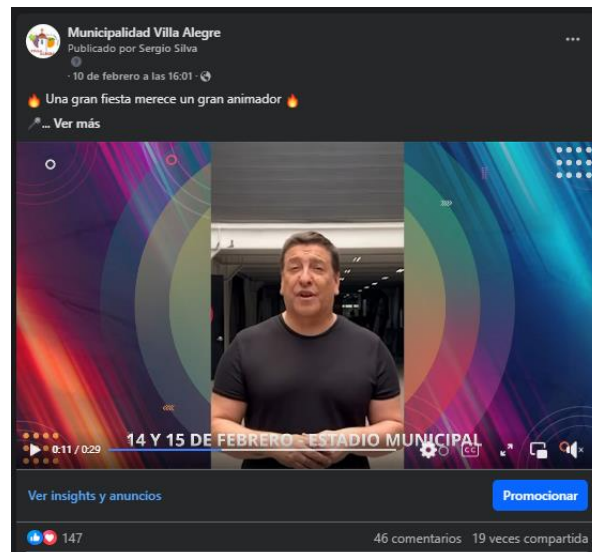 Municipalidad Villa Alegre
Publicado por Sergio Silva
· 10 de febrero a las 16:01 ·
🔥 Una gran fiesta merece un gran animador 🔥
🎤... Ver más
14 Y 15 DE FEBRERO - ESTADIO MUNICIPAL
0:11 / 0:29
CC
Ver insights y anuncios
Promocionar
147
46 comentarios 19 veces compartida